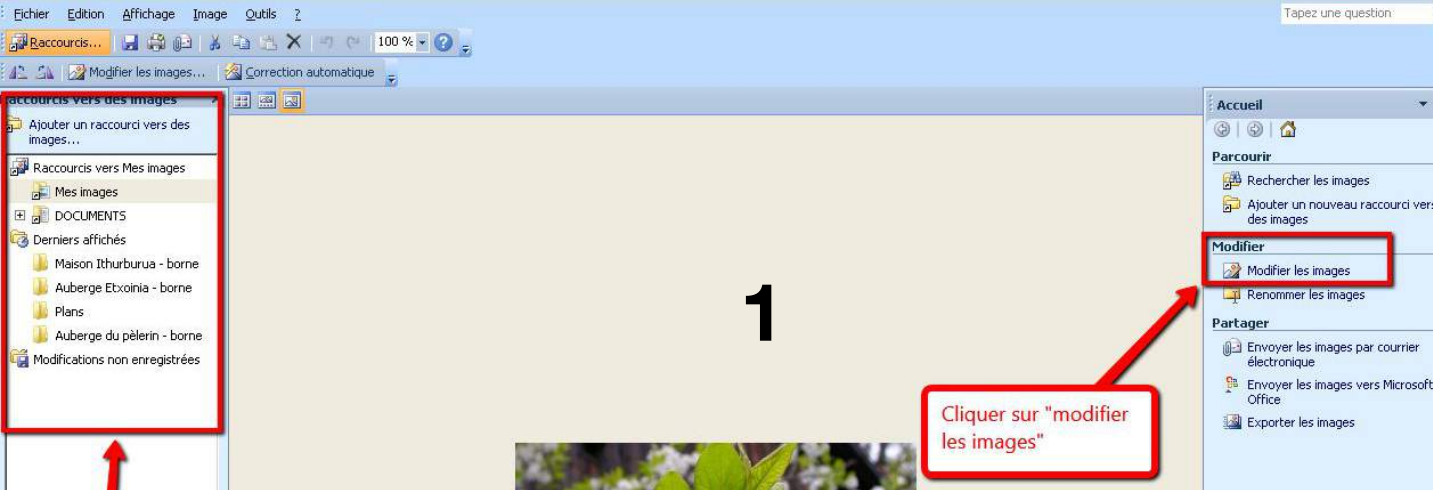 Fichier Edition Affichage Image Outils ?
Tapez une question
Raccourcis... 100 %
Modifier les images... Correction automatique
Raccourcis vers des images
Ajouter un raccourci vers des
images...
Raccourcis vers Mes images
Mes images
DOCUMENTS
Derniers affichés
Maison Ithurburua - borne
Auberge Etxoinia - borne
Plans
Auberge du pèlerin - borne
Modifications non enregistrées
1
Cliquer sur "modifier
les images"
Accueil
Parcourir
Rechercher les images
Ajouter un nouveau raccourci vers
des images
Modifier
Modifier les images
Renommer les images
Partager
Envoyer les images par courrier
électronique
Envoyer les images vers Microsoft
Office
Exporter les images